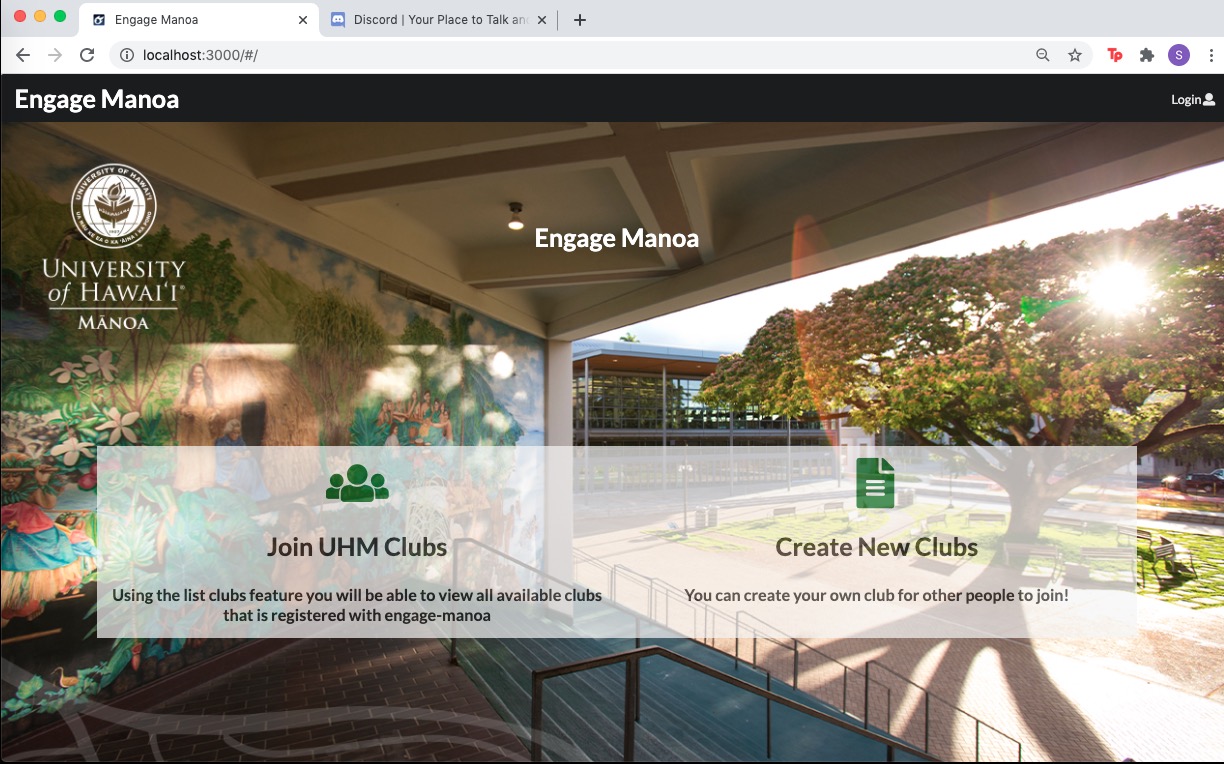 Engage Manoa
Discord | Your Place to Talk an
localhost:3000/#/
Tp
S
Engage Manoa
Login
UNIVERSITY OF HAWAI‘I
UNIVERSITY
of HAWAI‘I®
MĀNOA
Engage Manoa
Join UHM Clubs
Using the list clubs feature you will be able to view all available clubs
that is registered with engage-manoa
Create New Clubs
You can create your own club for other people to join!